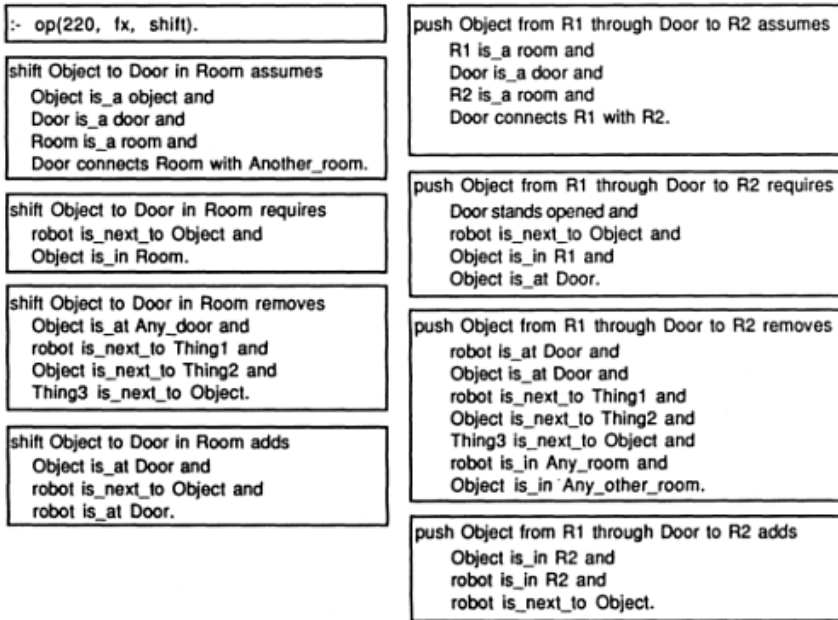 :- op(220, fx, shift).
shift Object to Door in Room assumes
Object is_a object and
Door is_a door and
Room is_a room and
Door connects Room with Another_room.
shift Object to Door in Room requires
robot is_next_to Object and
Object is_in Room.
shift Object to Door in Room removes
Object is_at Any_door and
robot is_next_to Thing1 and
Object is_next_to Thing2 and
Thing3 is_next_to Object.
shift Object to Door in Room adds
Object is_at Door and
robot is_next_to Object and
robot is_at Door.
push Object from R1 through Door to R2 assumes
R1 is_a room and
Door is_a door and
R2 is_a room and
Door connects R1 with R2.
push Object from R1 through Door to R2 requires
Door stands opened and
robot is_next_to Object and
Object is_in R1 and
Object is_at Door.
push Object from R1 through Door to R2 removes
robot is_at Door and
Object is_at Door and
robot is_next_to Thing1 and
Object is_next_to Thing2 and
Thing3 is_next_to Object and
robot is_in Any_room and
Object is_in Any_other_room.
push Object from R1 through Door to R2 adds
Object is_in R2 and
robot is_in R2 and
robot is_next_to Object.